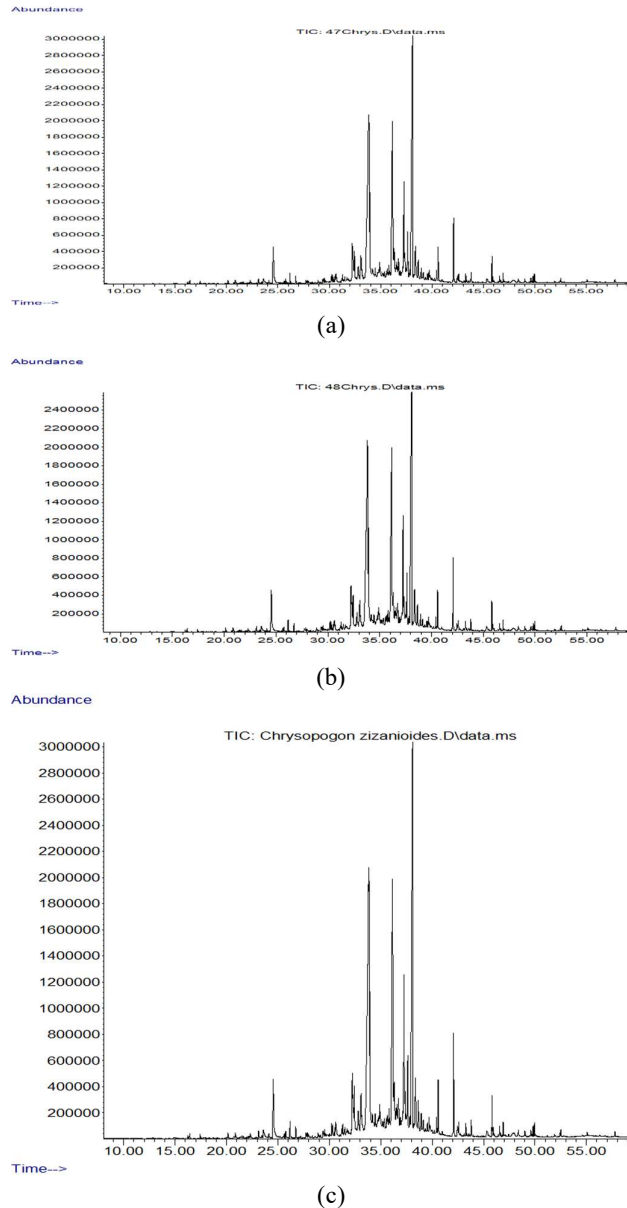 Abundance
TIC: 47Chrys.D\data.ms
3000000
2800000
2600000
2400000
2200000
2000000
1800000
1600000
1400000
1200000
1000000
800000
600000
400000
200000
10.00 15.00 20.00 25.00 30.00 35.00 40.00 45.00 50.00 55.00
Time-->
(a)
Abundance
TIC: 48Chrys.D\data.ms
2400000
2200000
2000000
1800000
1600000
1400000
1200000
1000000
800000
600000
400000
200000
10.00 15.00 20.00 25.00 30.00 35.00 40.00 45.00 50.00 55.00
Time-->
(b)
Abundance
TIC: Chrysopogon zizanioides.D\data.ms
3000000
2800000
2600000
2400000
2200000
2000000
1800000
1600000
1400000
1200000
1000000
800000
600000
400000
200000
10.00 15.00 20.00 25.00 30.00 35.00 40.00 45.00 50.00 55.00
Time-->
(c)